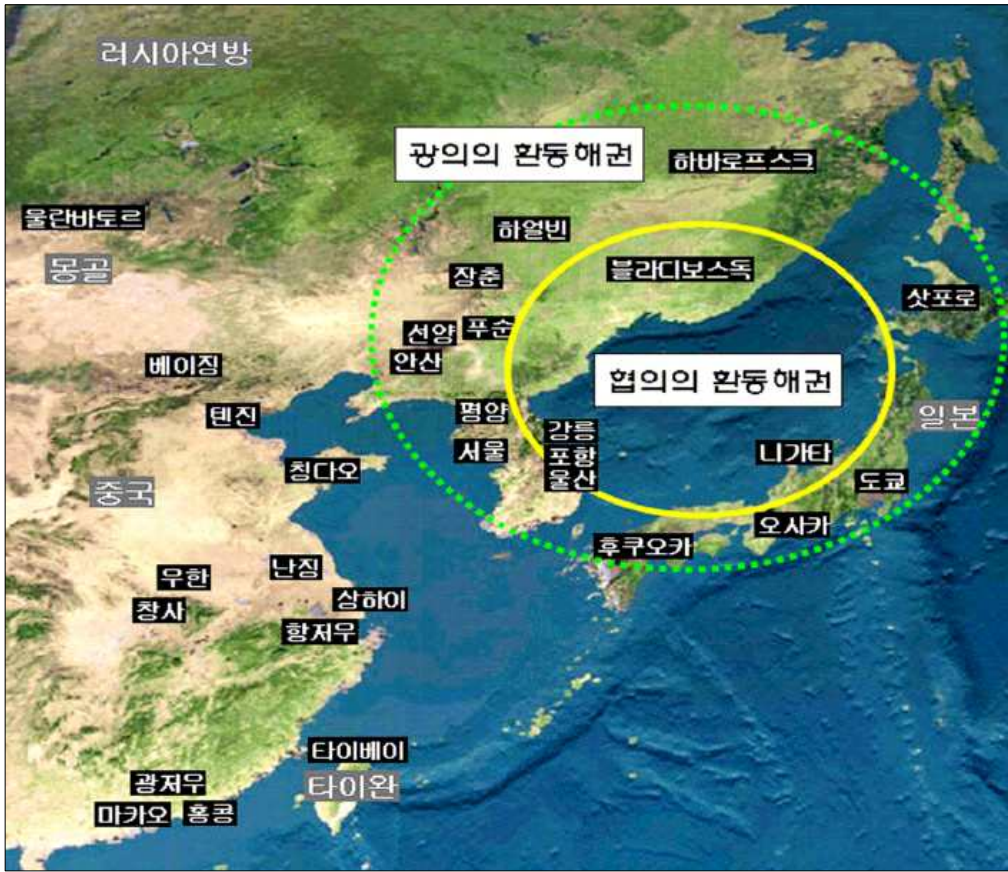 러시아연방
광의의 환동해권
하바로프스크
울란바토르
하얼빈
몽골
블라디보스톡
장춘
삿포로
선양
푸순
안산
베이징
협의의 환동해권
평양
텐진
강릉
일본
서울
포항
니가타
칭다오
울산
도쿄
중국
오사카
후쿠오카
난징
우한
상하이
창사
항저우
타이베이
광저우
타이완
마카오
홍콩